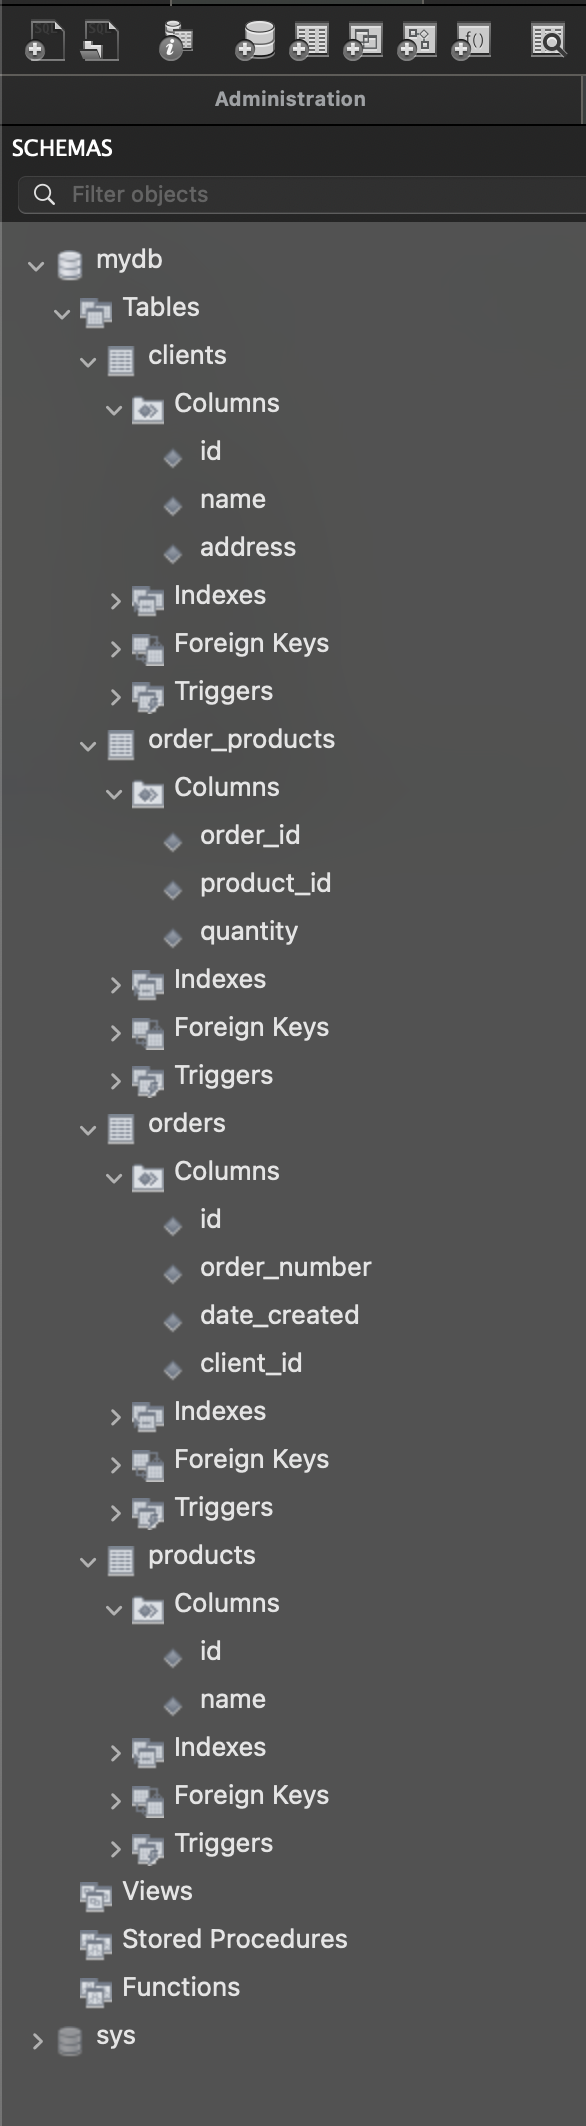 Administration
SCHEMAS
Filter objects
mydb
Tables
clients
Columns
id
name
address
Indexes
Foreign Keys
Triggers
order_products
Columns
order_id
product_id
quantity
Indexes
Foreign Keys
Triggers
orders
Columns
id
order_number
date_created
client_id
Indexes
Foreign Keys
Triggers
products
Columns
id
name
Indexes
Foreign Keys
Triggers
Views
Stored Procedures
Functions
sys